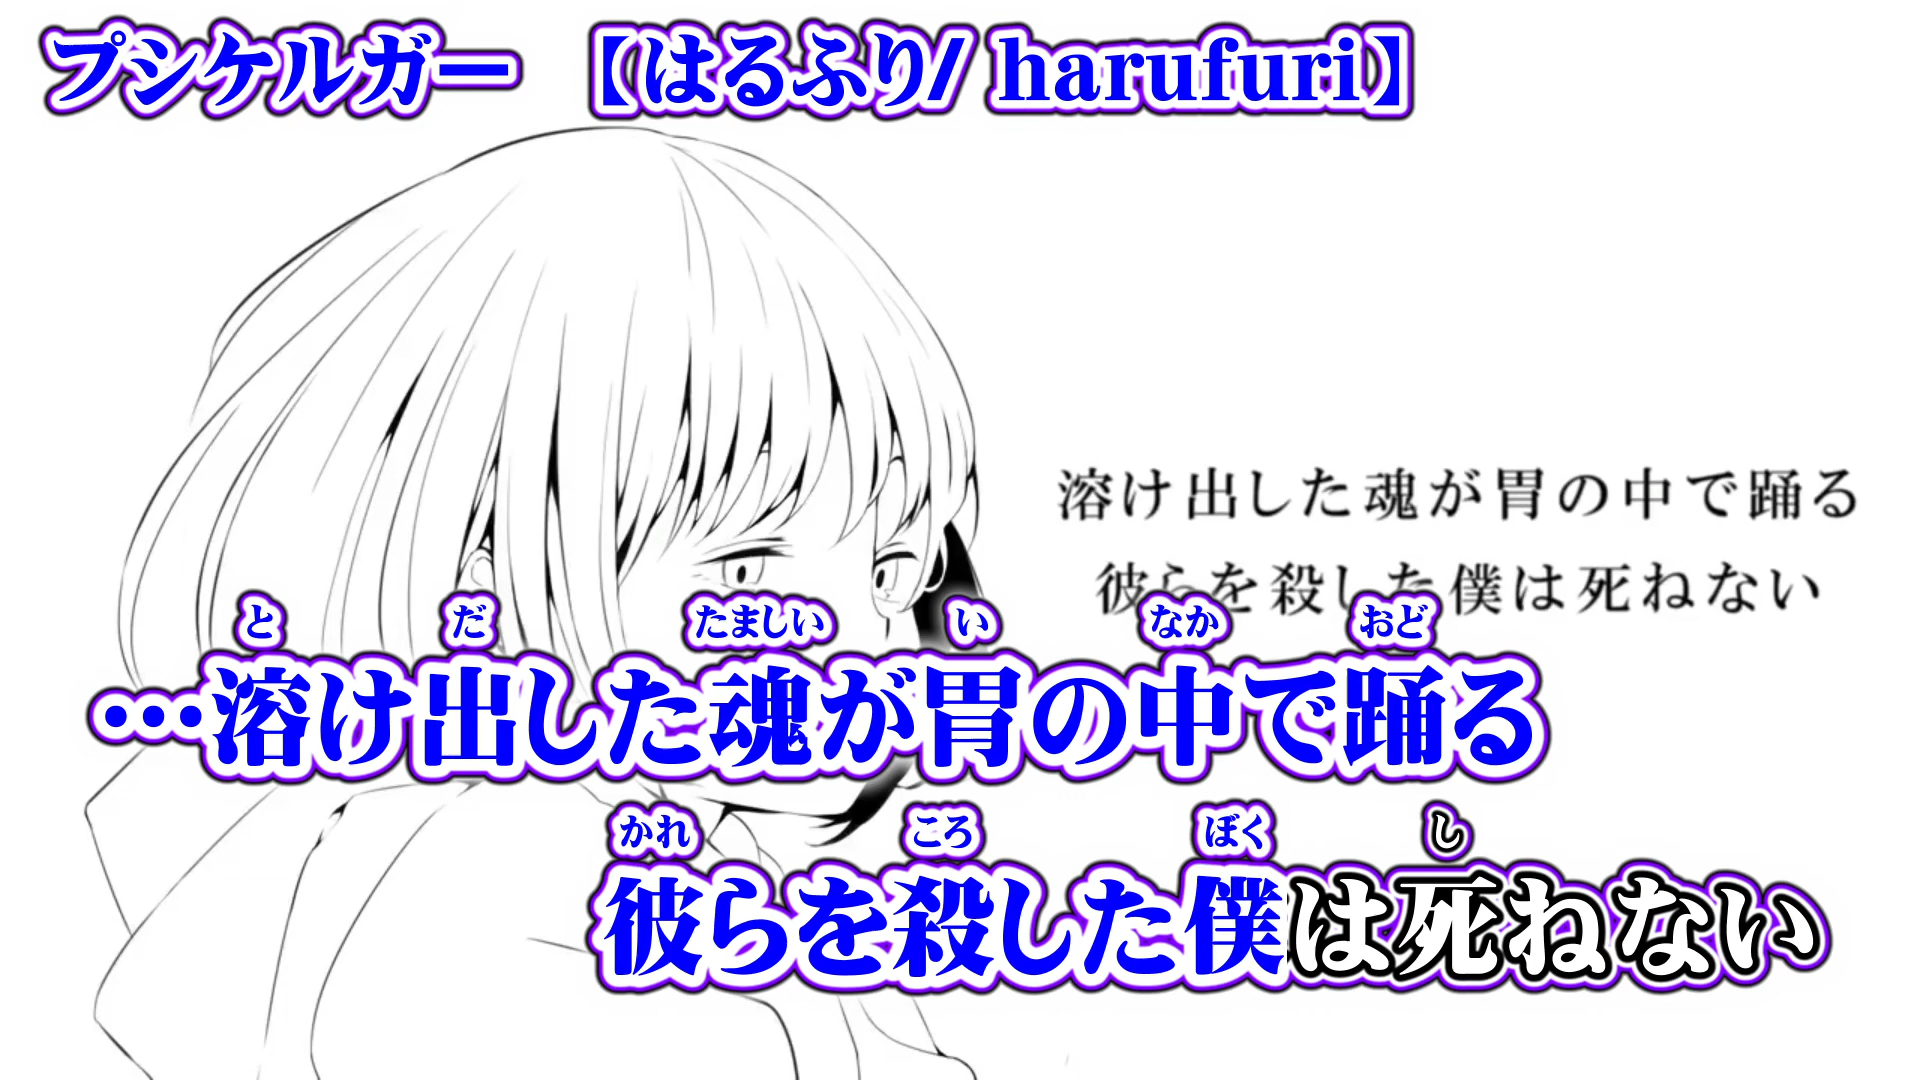 プシケルガー　【はるふり/ harufuri】
溶け出した魂が胃の中で踊る
彼らを殺した僕は死ねない
と だ たましい い なか おど
…溶け出した魂が胃の中で踊る
かれ ころ ぼく し
彼らを殺した僕は死ねない